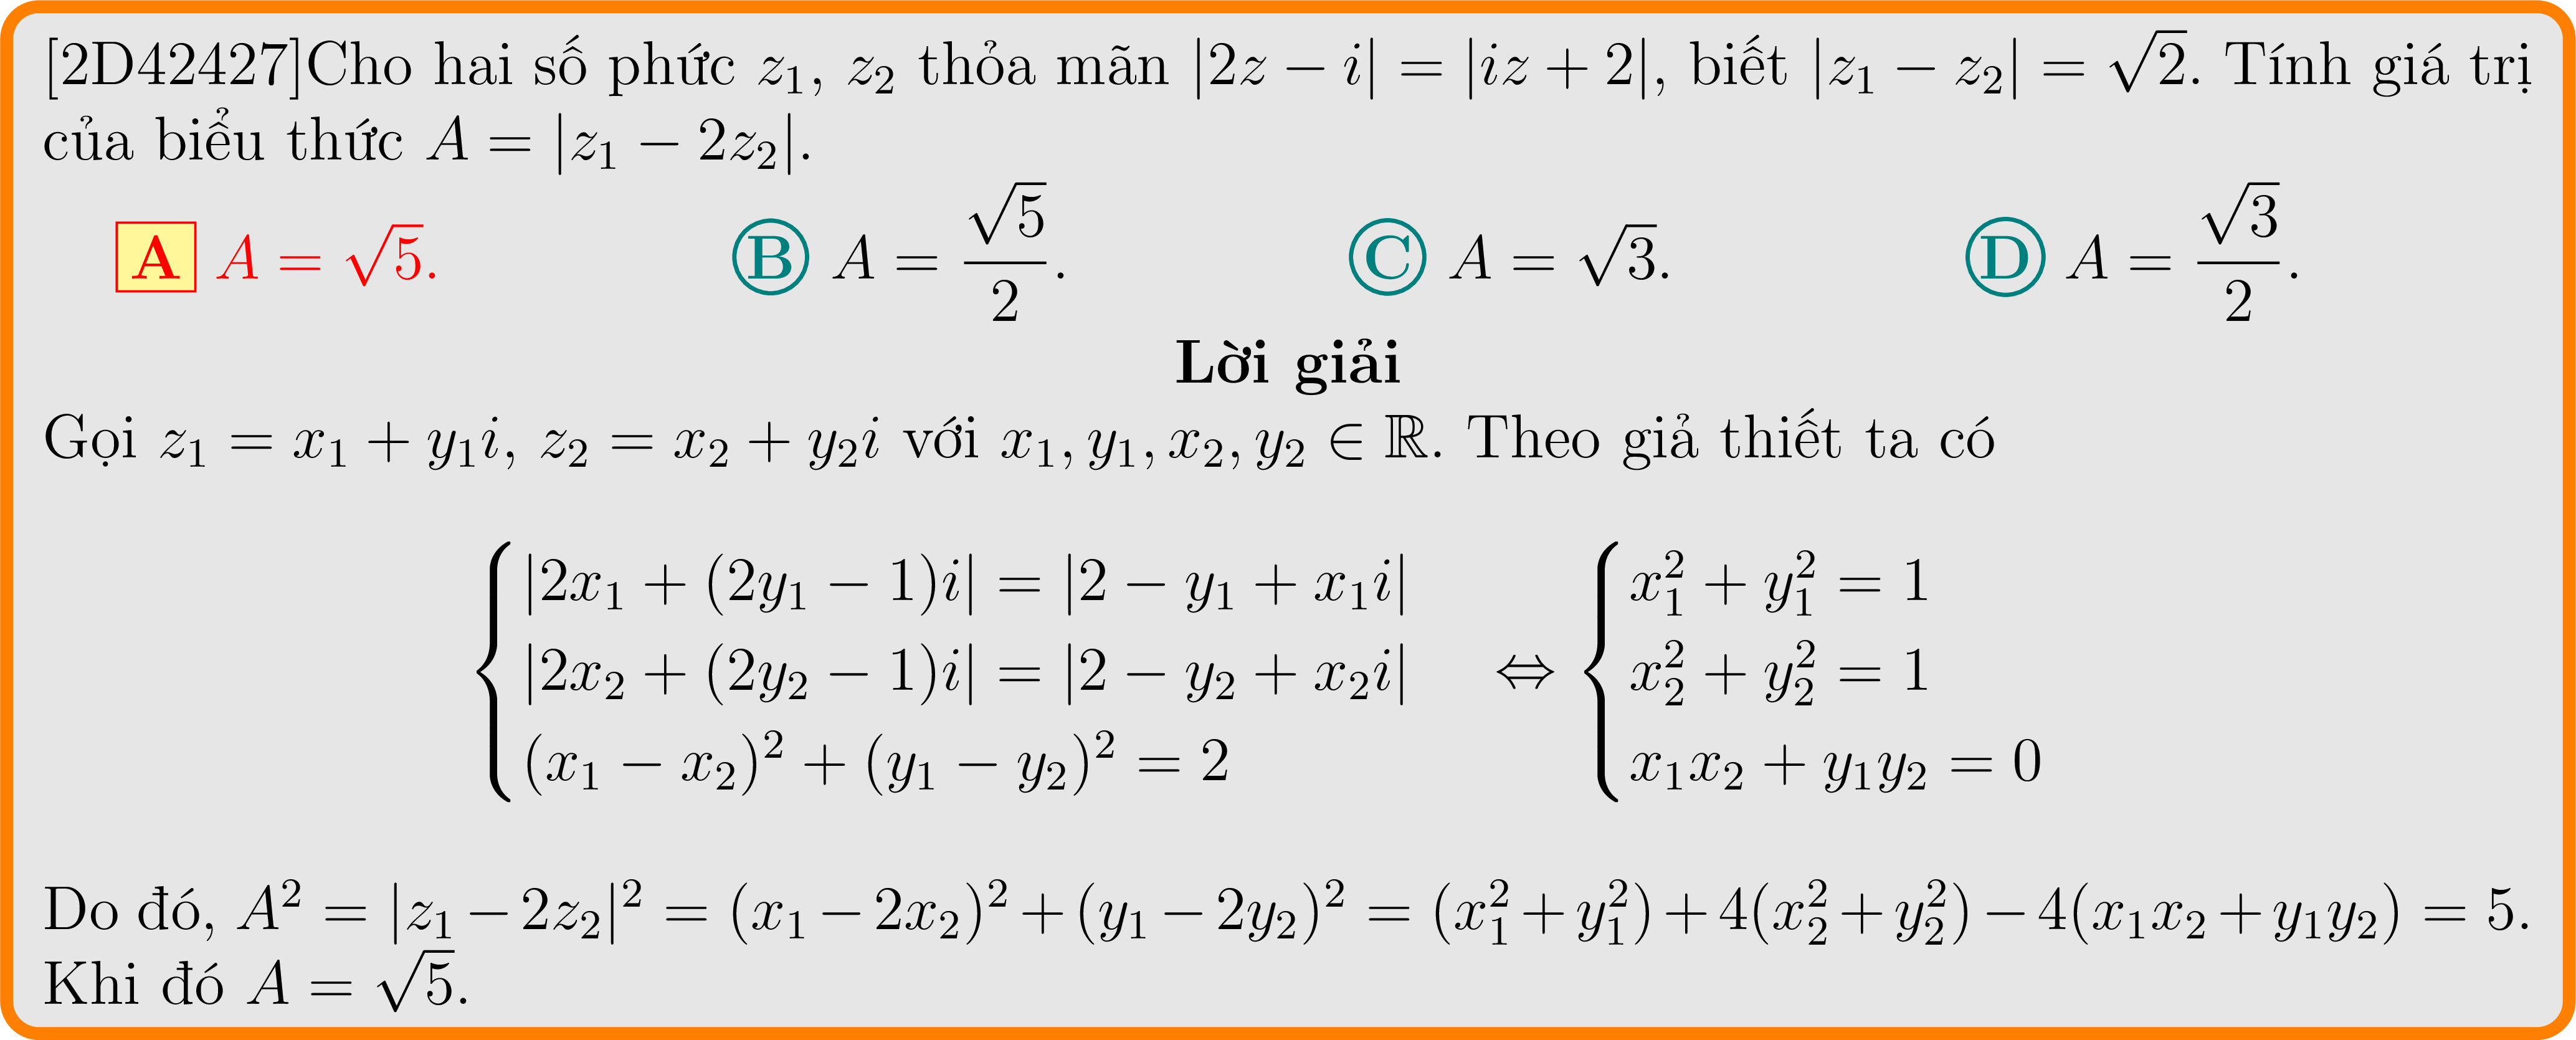 [2D42427]Cho hai số phức $z_1$, $z_2$ thỏa mãn $|2z - i| = |iz + 2|$, biết $|z_1 - z_2| = \sqrt{2}$. Tính giá trị
của biểu thức $A = |z_1 - 2z_2|$.
A $A = \sqrt{5}$. B $A = \frac{\sqrt{5}}{2}$. C $A = \sqrt{3}$. D $A = \frac{\sqrt{3}}{2}$.
Lời giải
Gọi $z_1 = x_1 + y_1i$, $z_2 = x_2 + y_2i$ với $x_1, y_1, x_2, y_2 \in \mathbb{R}$. Theo giả thiết ta có
$\begin{cases} |2x_1 + (2y_1 - 1)i| = |2 - y_1 + x_1i| \\ |2x_2 + (2y_2 - 1)i| = |2 - y_2 + x_2i| \\ (x_1 - x_2)^2 + (y_1 - y_2)^2 = 2 \end{cases} \Leftrightarrow \begin{cases} x_1^2 + y_1^2 = 1 \\ x_2^2 + y_2^2 = 1 \\ x_1x_2 + y_1y_2 = 0 \end{cases}$
Do đó, $A^2 = |z_1 - 2z_2|^2 = (x_1 - 2x_2)^2 + (y_1 - 2y_2)^2 = (x_1^2 + y_1^2) + 4(x_2^2 + y_2^2) - 4(x_1x_2 + y_1y_2) = 5$.
Khi đó $A = \sqrt{5}$.